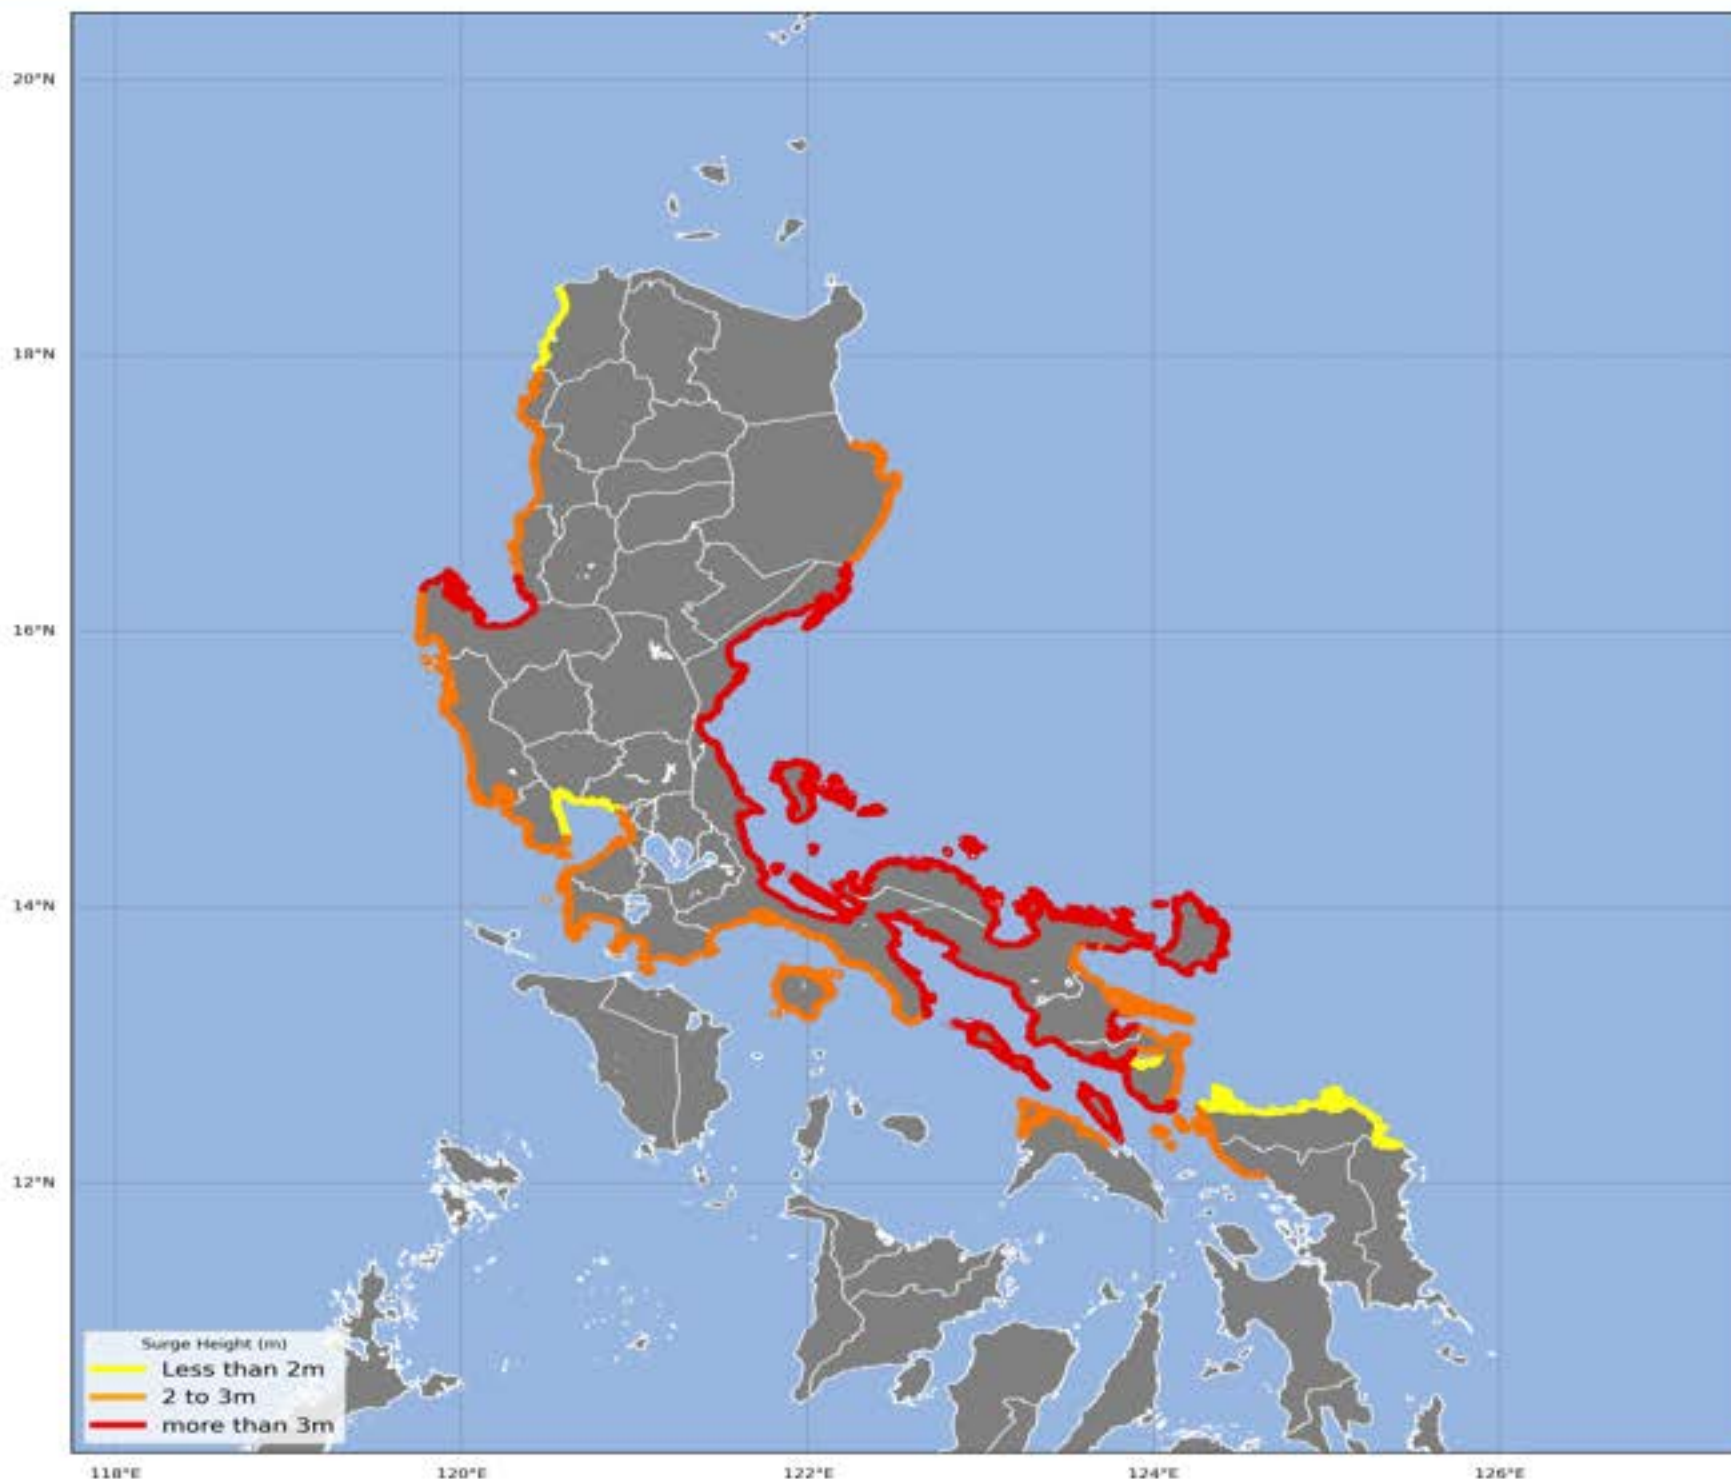 20°N
18°N
16°N
14°N
12°N
Surge Height (m)
Less than 2m
2 to 3m
more than 3m
118°E 120°E 122°E 124°E 126°E